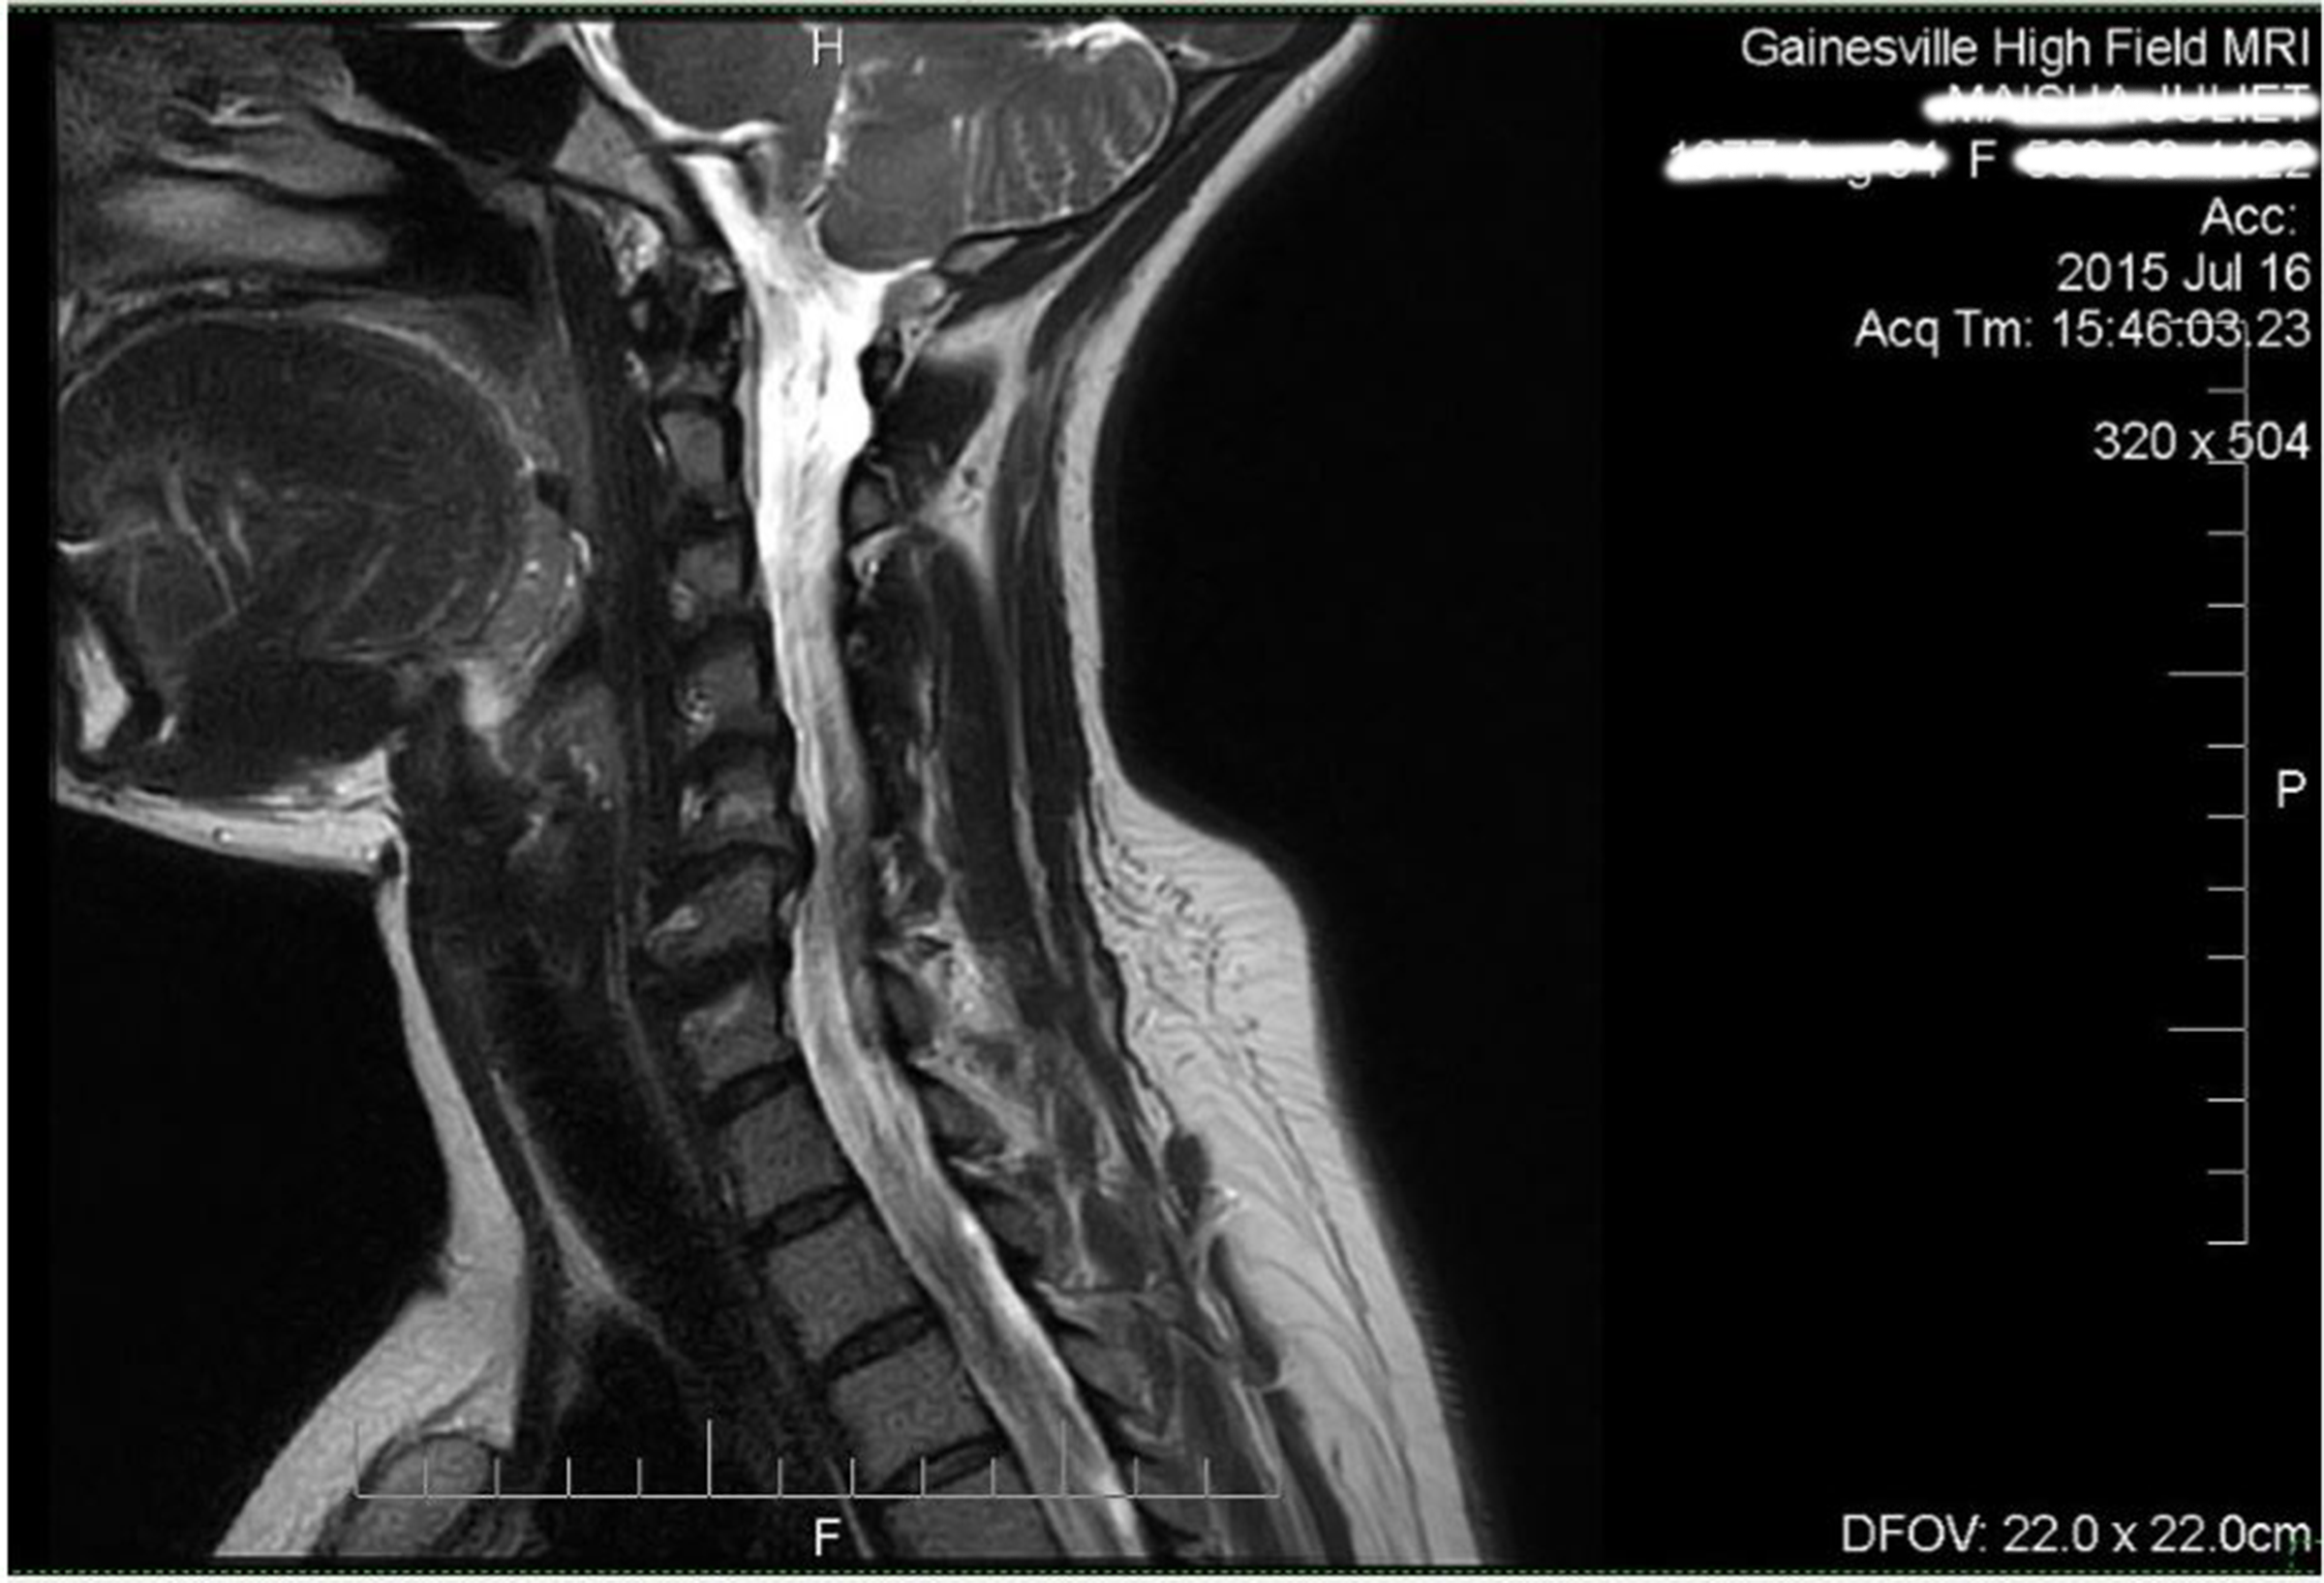 H
Gainesville High Field MRI
F
Acc:
2015 Jul 16
Acq Tm: 15:46:03.23
320 x 504
P
F
DFOV: 22.0 x 22.0cm